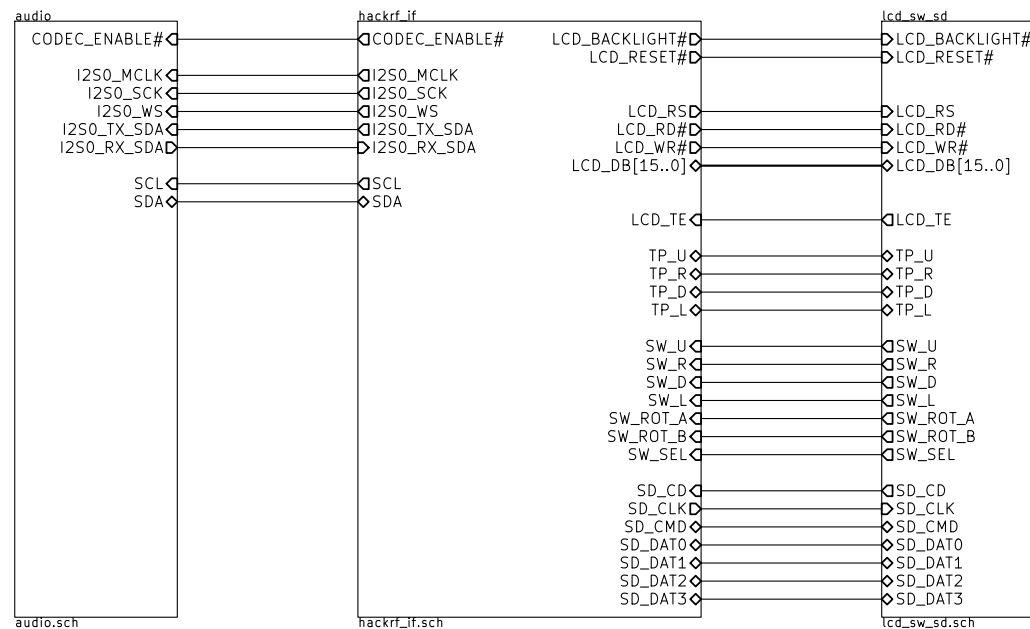 audio hackrf_if lcd_sw_sd
CODEC_ENABLE# CODEC_ENABLE# LCD_BACKLIGHT# LCD_BACKLIGHT#
LCD_RESET# LCD_RESET#
I2S0_MCLK I2S0_MCLK
I2S0_SCK I2S0_SCK
I2S0_WS I2S0_WS LCD_RS LCD_RS
I2S0_TX_SDA I2S0_TX_SDA LCD_RD# LCD_RD#
I2S0_RX_SDA I2S0_RX_SDA LCD_WR# LCD_WR#
LCD_DB[15..0] LCD_DB[15..0]
SCL SCL
SDA SDA
LCD_TE LCD_TE
TP_U TP_U
TP_R TP_R
TP_D TP_D
TP_L TP_L
SW_U SW_U
SW_R SW_R
SW_D SW_D
SW_L SW_L
SW_ROT_A SW_ROT_A
SW_ROT_B SW_ROT_B
SW_SEL SW_SEL
SD_CD SD_CD
SD_CLK SD_CLK
SD_CMD SD_CMD
SD_DAT0 SD_DAT0
SD_DAT1 SD_DAT1
SD_DAT2 SD_DAT2
SD_DAT3 SD_DAT3
audio.sch hackrf_if.sch lcd_sw_sd.sch